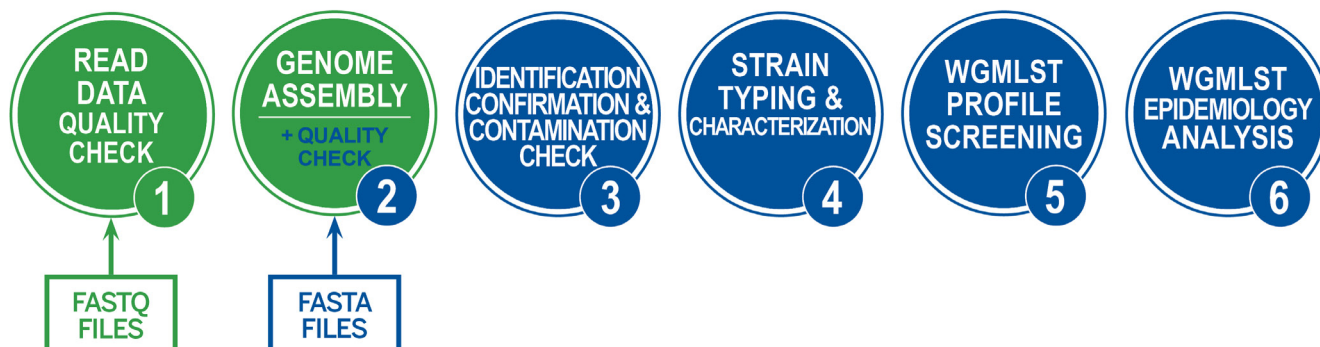 READ
DATA
QUALITY
CHECK
1
GENOME
ASSEMBLY
+ QUALITY
CHECK
2
IDENTIFICATION
CONFIRMATION &
CONTAMINATION
CHECK
3
STRAIN
TYPING &
CHARACTERIZATION
4
WGMLST
PROFILE
SCREENING
5
WGMLST
EPIDEMIOLOGY
ANALYSIS
6
FASTQ
FILES
FASTA
FILES